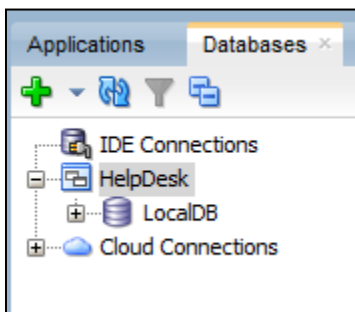 Applications Databases
IDE Connections
HelpDesk
LocalDB
Cloud Connections